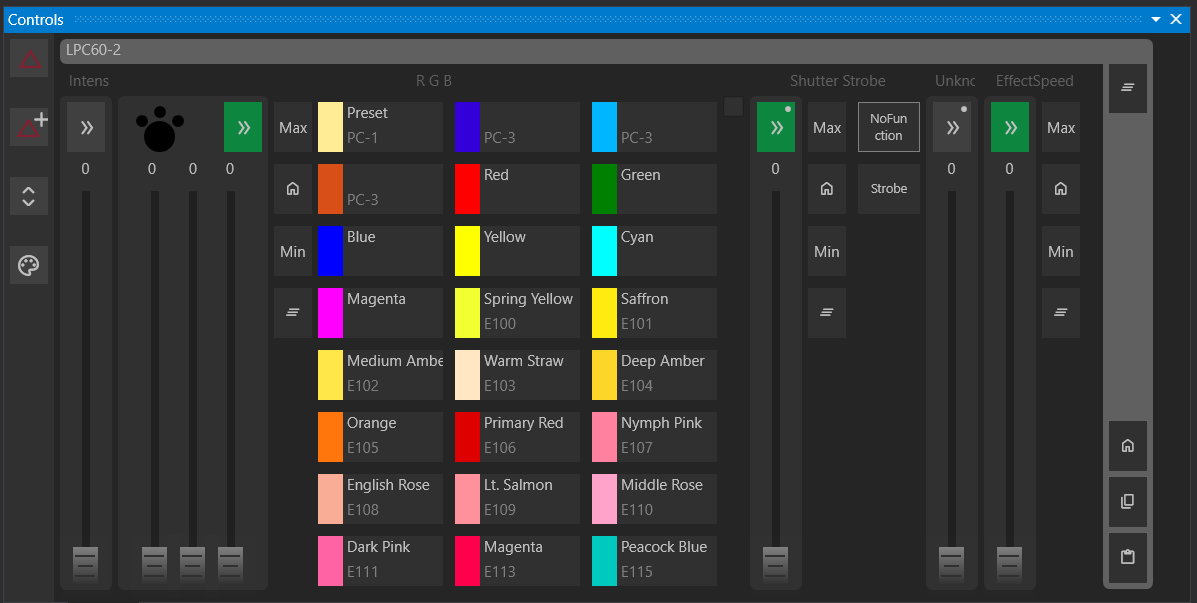 Controls
LPC60-2
Intens
R G B
Shutter Strobe
Unknc
EffectSpeed
Max
Preset
PC-1
PC-3
PC-3
Max
NoFun
ction
Max
0
0
0
0
0
0
0
PC-3
Red
Green
Strobe
Min
Blue
Yellow
Cyan
Min
Min
Magenta
Spring Yellow
E100
Saffron
E101
Medium Ambe
E102
Warm Straw
E103
Deep Amber
E104
Orange
E105
Primary Red
E106
Nymph Pink
E107
English Rose
E108
Lt. Salmon
E109
Middle Rose
E110
Dark Pink
E111
Magenta
E113
Peacock Blue
E115